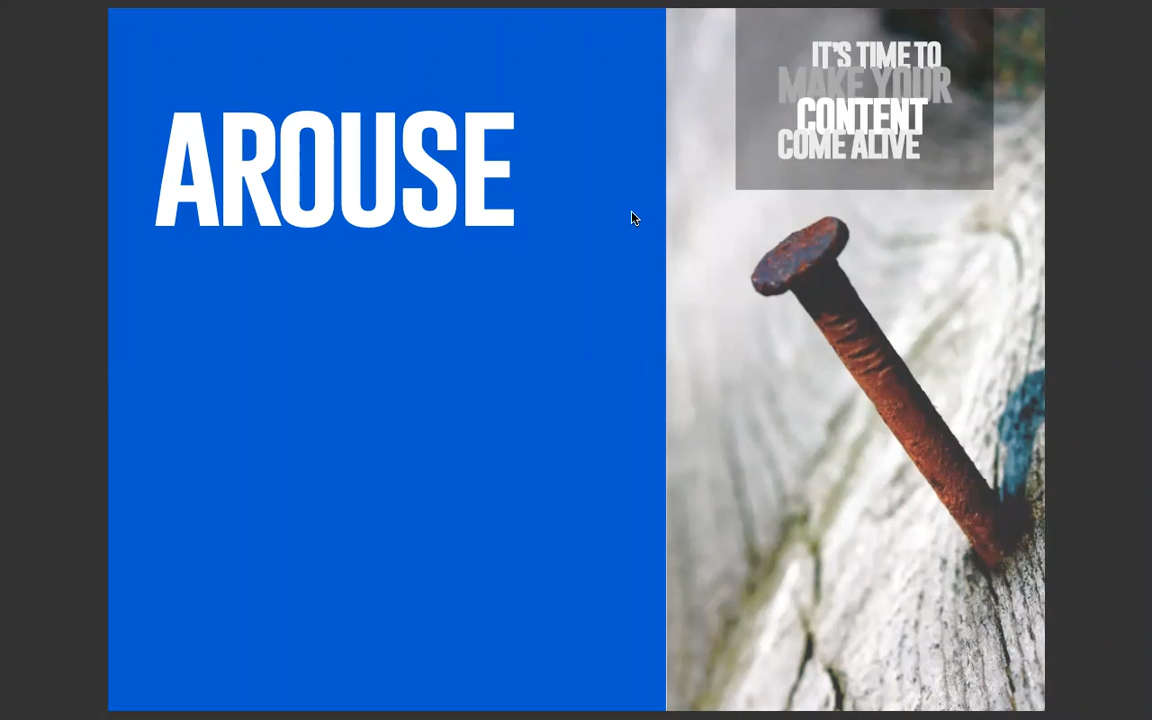 AROUSE
IT'S TIME TO
MAKE YOUR
CONTENT
COME ALIVE